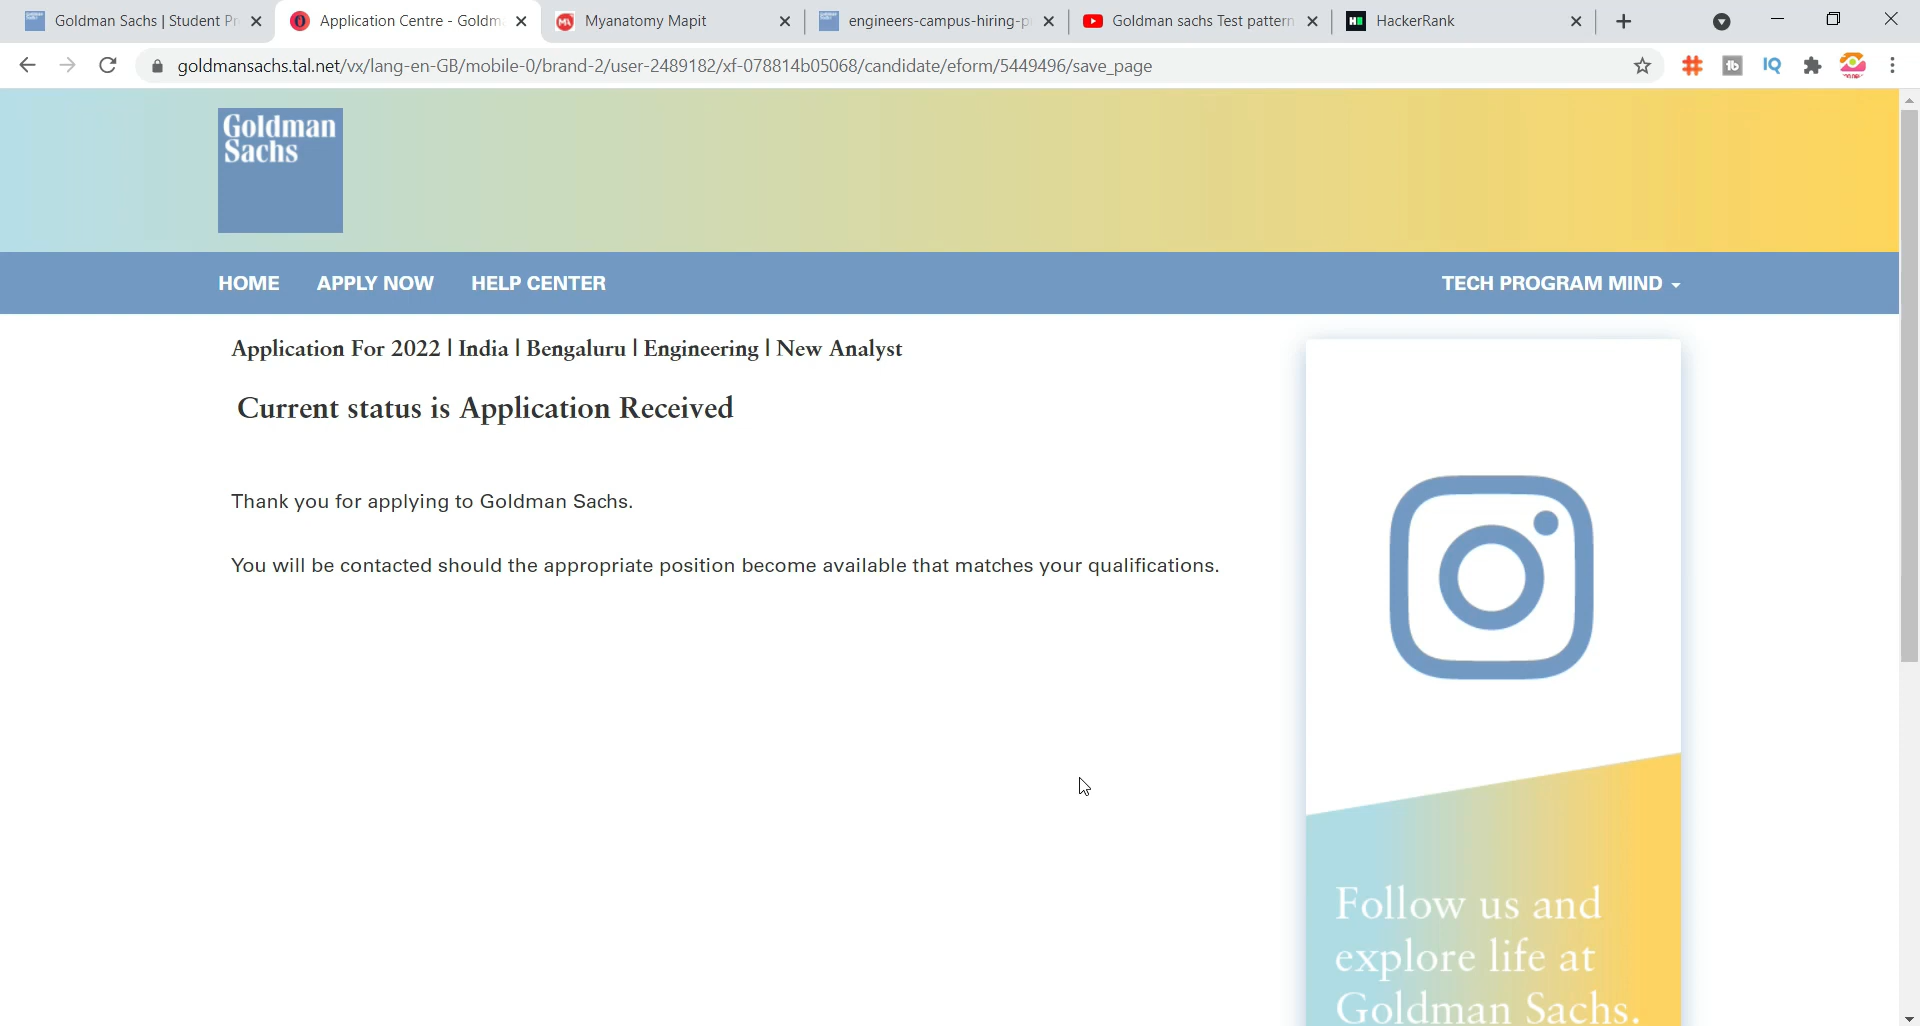 Goldman Sachs | Student Pr
Application Centre - Goldm
Myanatomy Mapit
engineers-campus-hiring-p
Goldman sachs Test pattern
HackerRank
goldmansachs.tal.net/vx/lang-en-GB/mobile-0/brand-2/user-2489182/xf-078814b05068/candidate/eform/5449496/save_page
Goldman
Sachs
HOME APPLY NOW HELP CENTER TECH PROGRAM MIND
Application For 2022 | India | Bengaluru | Engineering | New Analyst
Current status is Application Received
Thank you for applying to Goldman Sachs.
You will be contacted should the appropriate position become available that matches your qualifications.
Follow us and
explore life at
Goldman Sachs.